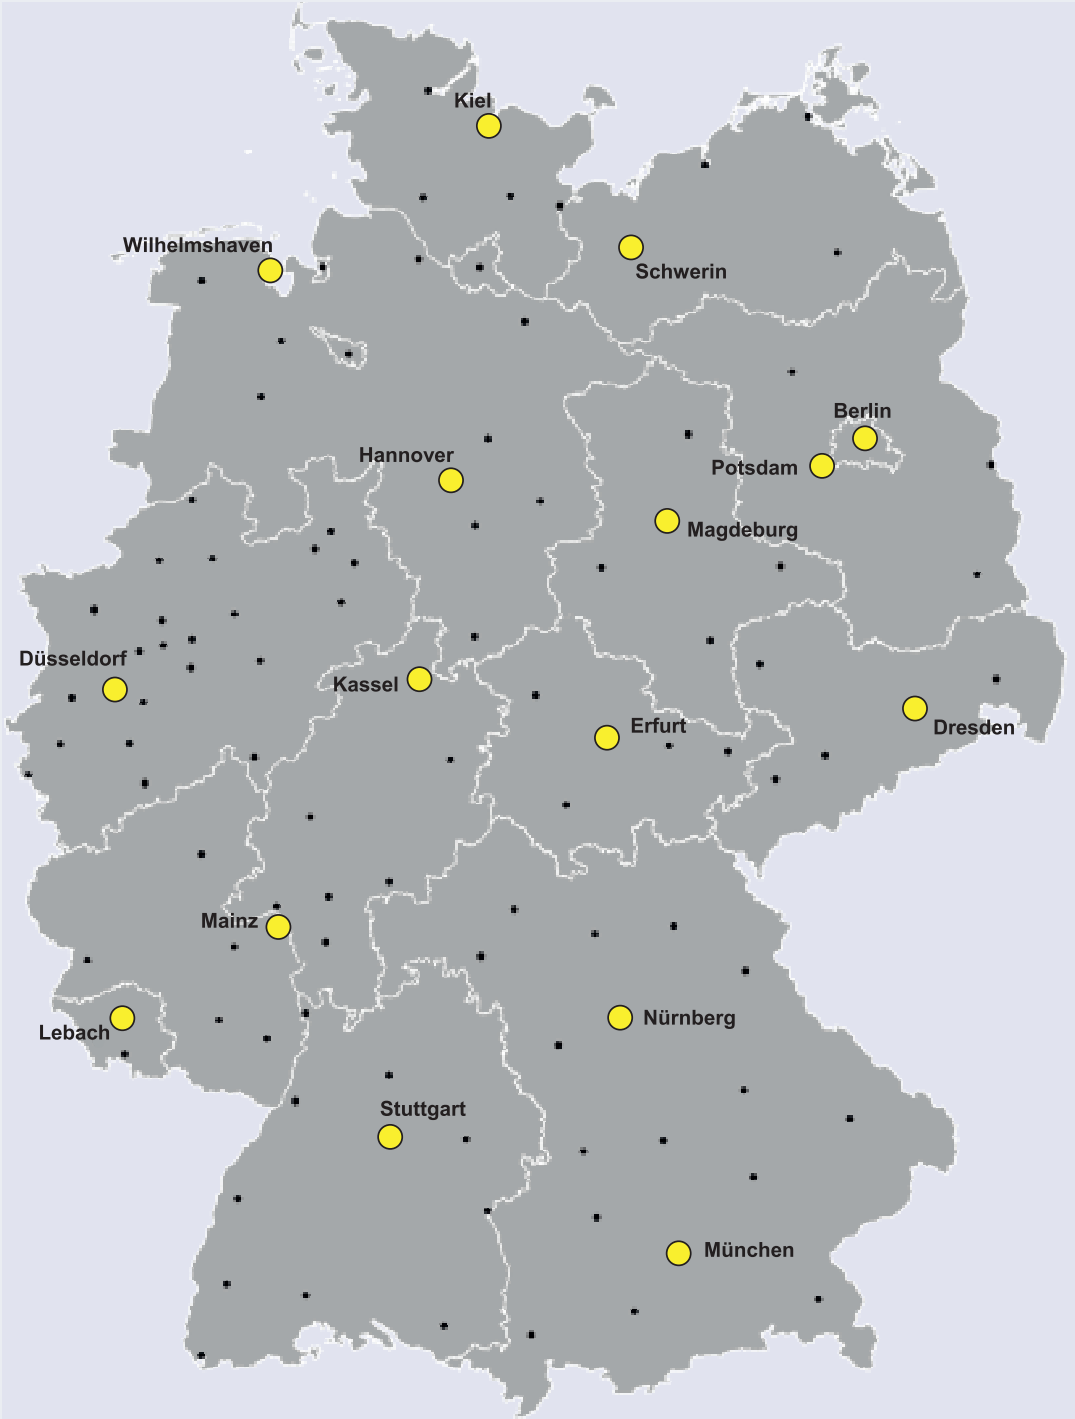 Kiel
Wilhelmshaven
Schwerin
Berlin
Hannover
Potsdam
Magdeburg
Düsseldorf
Kassel
Erfurt
Dresden
Mainz
Lebach
Nürnberg
Stuttgart
München